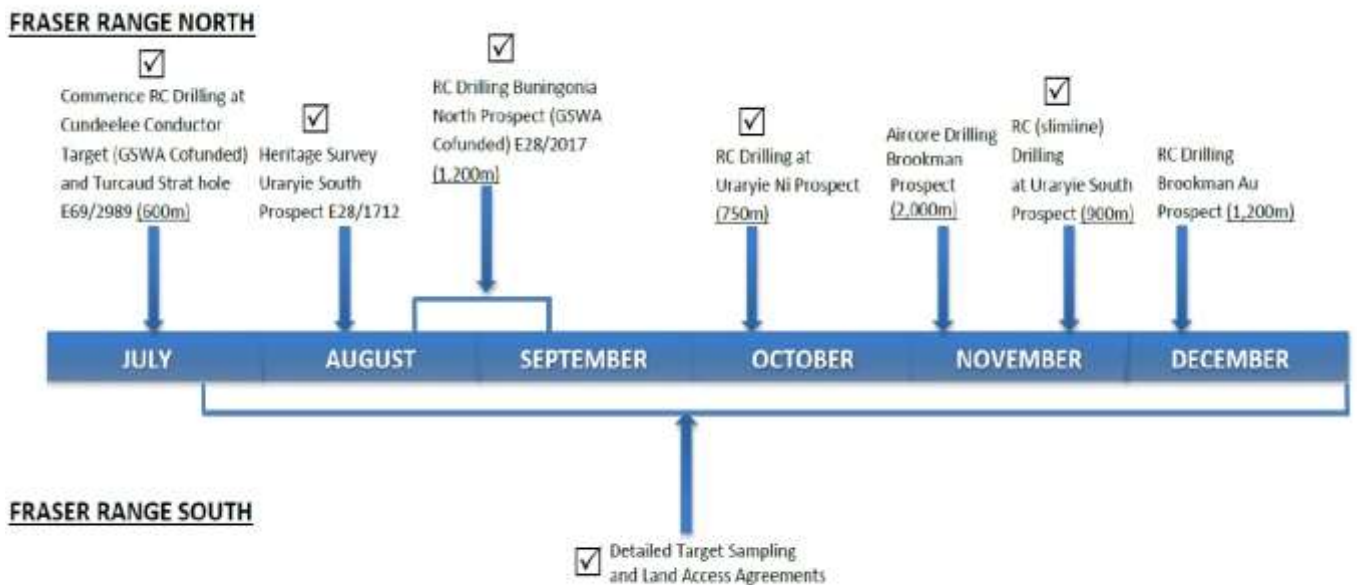 FRASER RANGE NORTH
Commence RC Drilling at
Cundeelee Conductor
Target (GSWA Cofunded)
and Turcaud Strat hole
E69/2989 (600m)
Heritage Survey
Uraryie South
Prospect E28/1712
RC Drilling Buningonia
North Prospect (GSWA
Cofunded) E28/2017
(1,200m)
RC Drilling at
Uraryie Ni Prospect
(750m)
Aircore Drilling
Brookman
Prospect
(2,000m)
RC (slimline)
Drilling
at Uraryie South
Prospect (900m)
RC Drilling
Brookman Au
Prospect (1,200m)
JULY
AUGUST
SEPTEMBER
OCTOBER
NOVEMBER
DECEMBER
FRASER RANGE SOUTH
Detailed Target Sampling
and Land Access Agreements